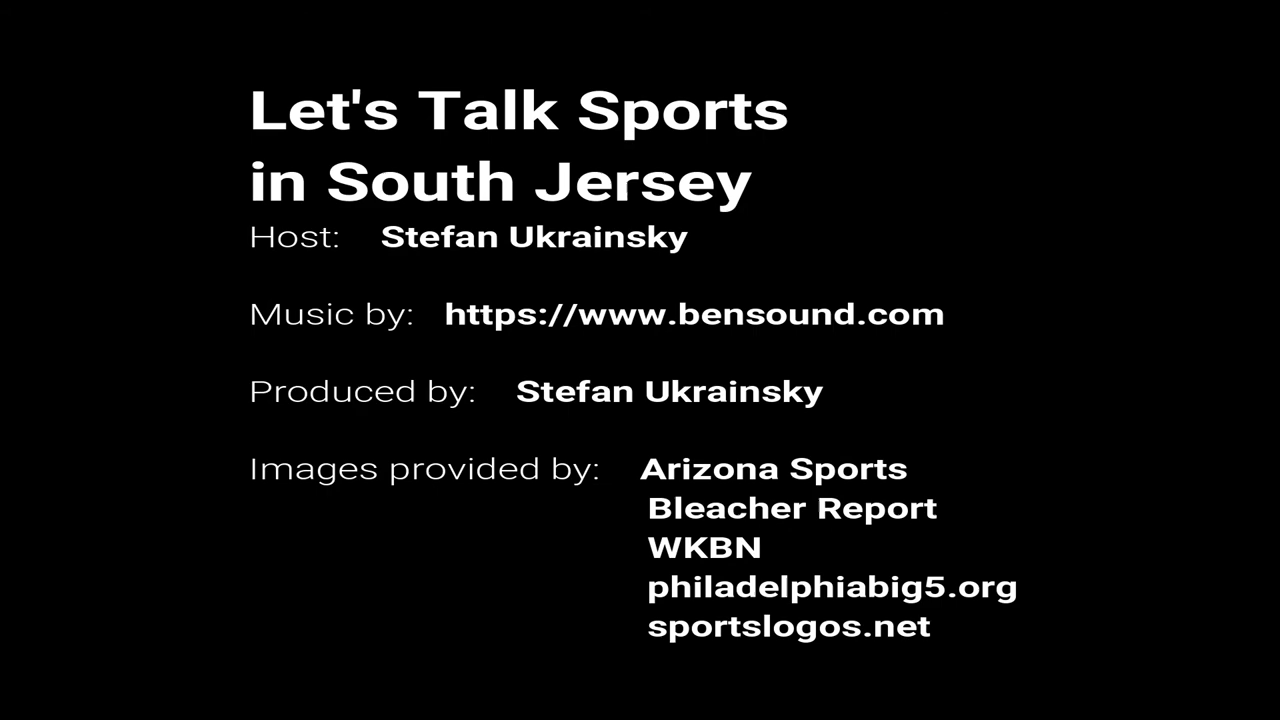 Let's Talk Sports
in South Jersey
Host: Stefan Ukrainsky
Music by: https://www.bensound.com
Produced by: Stefan Ukrainsky
Images provided by: Arizona Sports
Bleacher Report
WKBN
philadelphiabig5.org
sportslogos.net